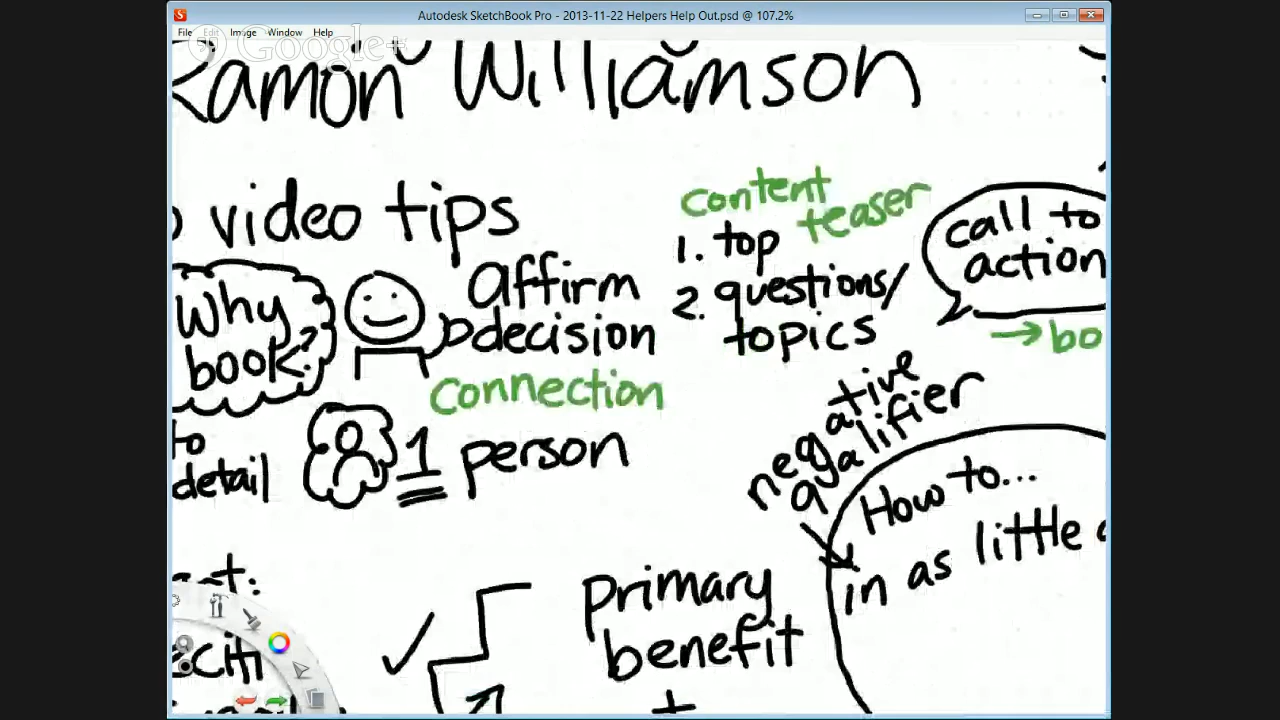 Autodesk SketchBook Pro - 2013-11-22 Helpers Help Out.psd @ 107.2%
File Edit Image Window Help
Google+
Ramon Williamson
video tips
content
teaser
1. top
2. questions/
topics
call to
action
→ bo
Why
book?
affirm
decision
connection
to
detail
1 person
negative
qualifier
How to...
in as little
primary
benefit